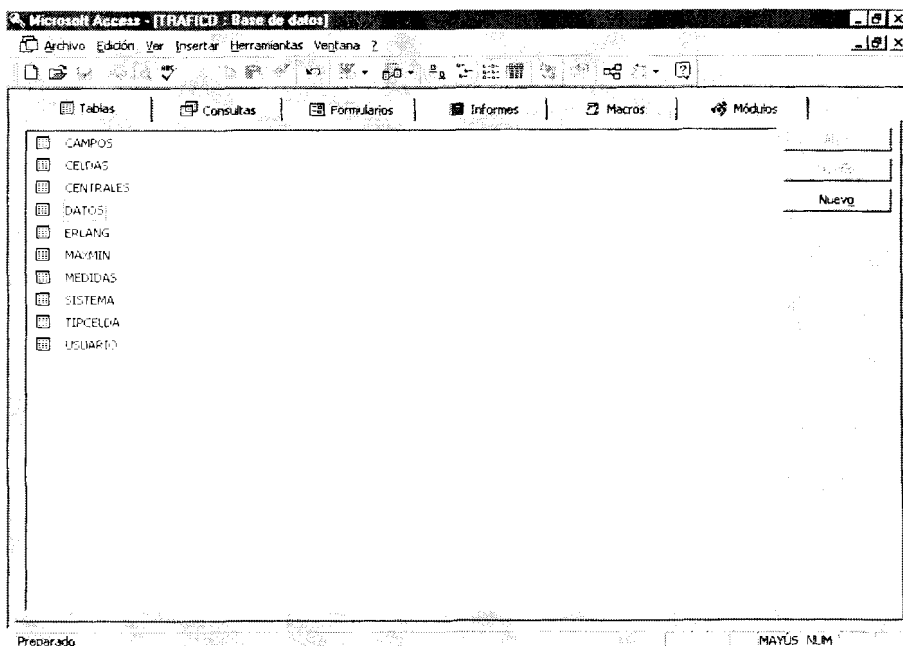 Microsoft Access - [TRAFICO : Base de datos]
Archivo Edición Ver Insertar Herramientas Ventana ?
Tablas Consultas Formularios Informes Macros Módulos
CAMPOS
CELDAS
CENTRALES
Nuevo
DATOS
ERLANG
MAXMIN
MEDIDAS
SISTEMA
TIPCELDA
USUARIO
Preparado MAYÚS NUM